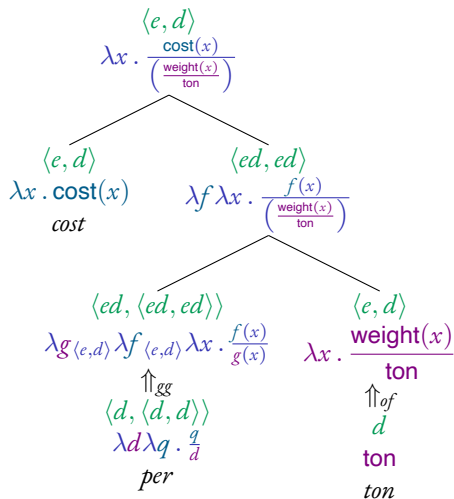 ⟨e, d⟩
λx . cost(x) / (weight(x) / ton)
⟨e, d⟩
λx . cost(x)
cost
⟨ed, ed⟩
λf λx . f(x) / (weight(x) / ton)
⟨ed, ⟨ed, ed⟩⟩
λg⟨e,d⟩ λf⟨e,d⟩ λx . f(x) / g(x)
⇑gg
⟨d, ⟨d, d⟩⟩
λdλq . q / d
per
⟨e, d⟩
λx . weight(x) / ton
⇑of
d
ton
ton